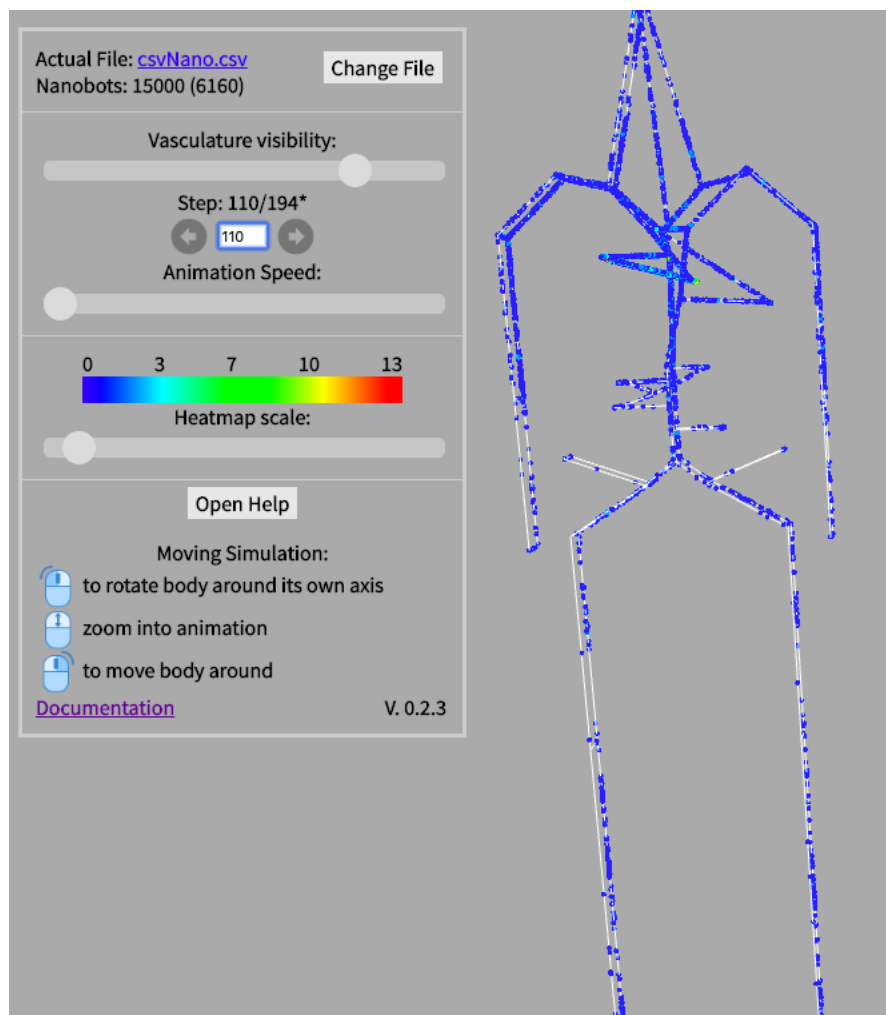 Actual File: csvNano.csv
Change File
Nanobots: 15000 (6160)
Vasculature visibility:
Step: 110/194*
110
Animation Speed:
0 3 7 10 13
Heatmap scale:
Open Help
Moving Simulation:
to rotate body around its own axis
zoom into animation
to move body around
Documentation V. 0.2.3